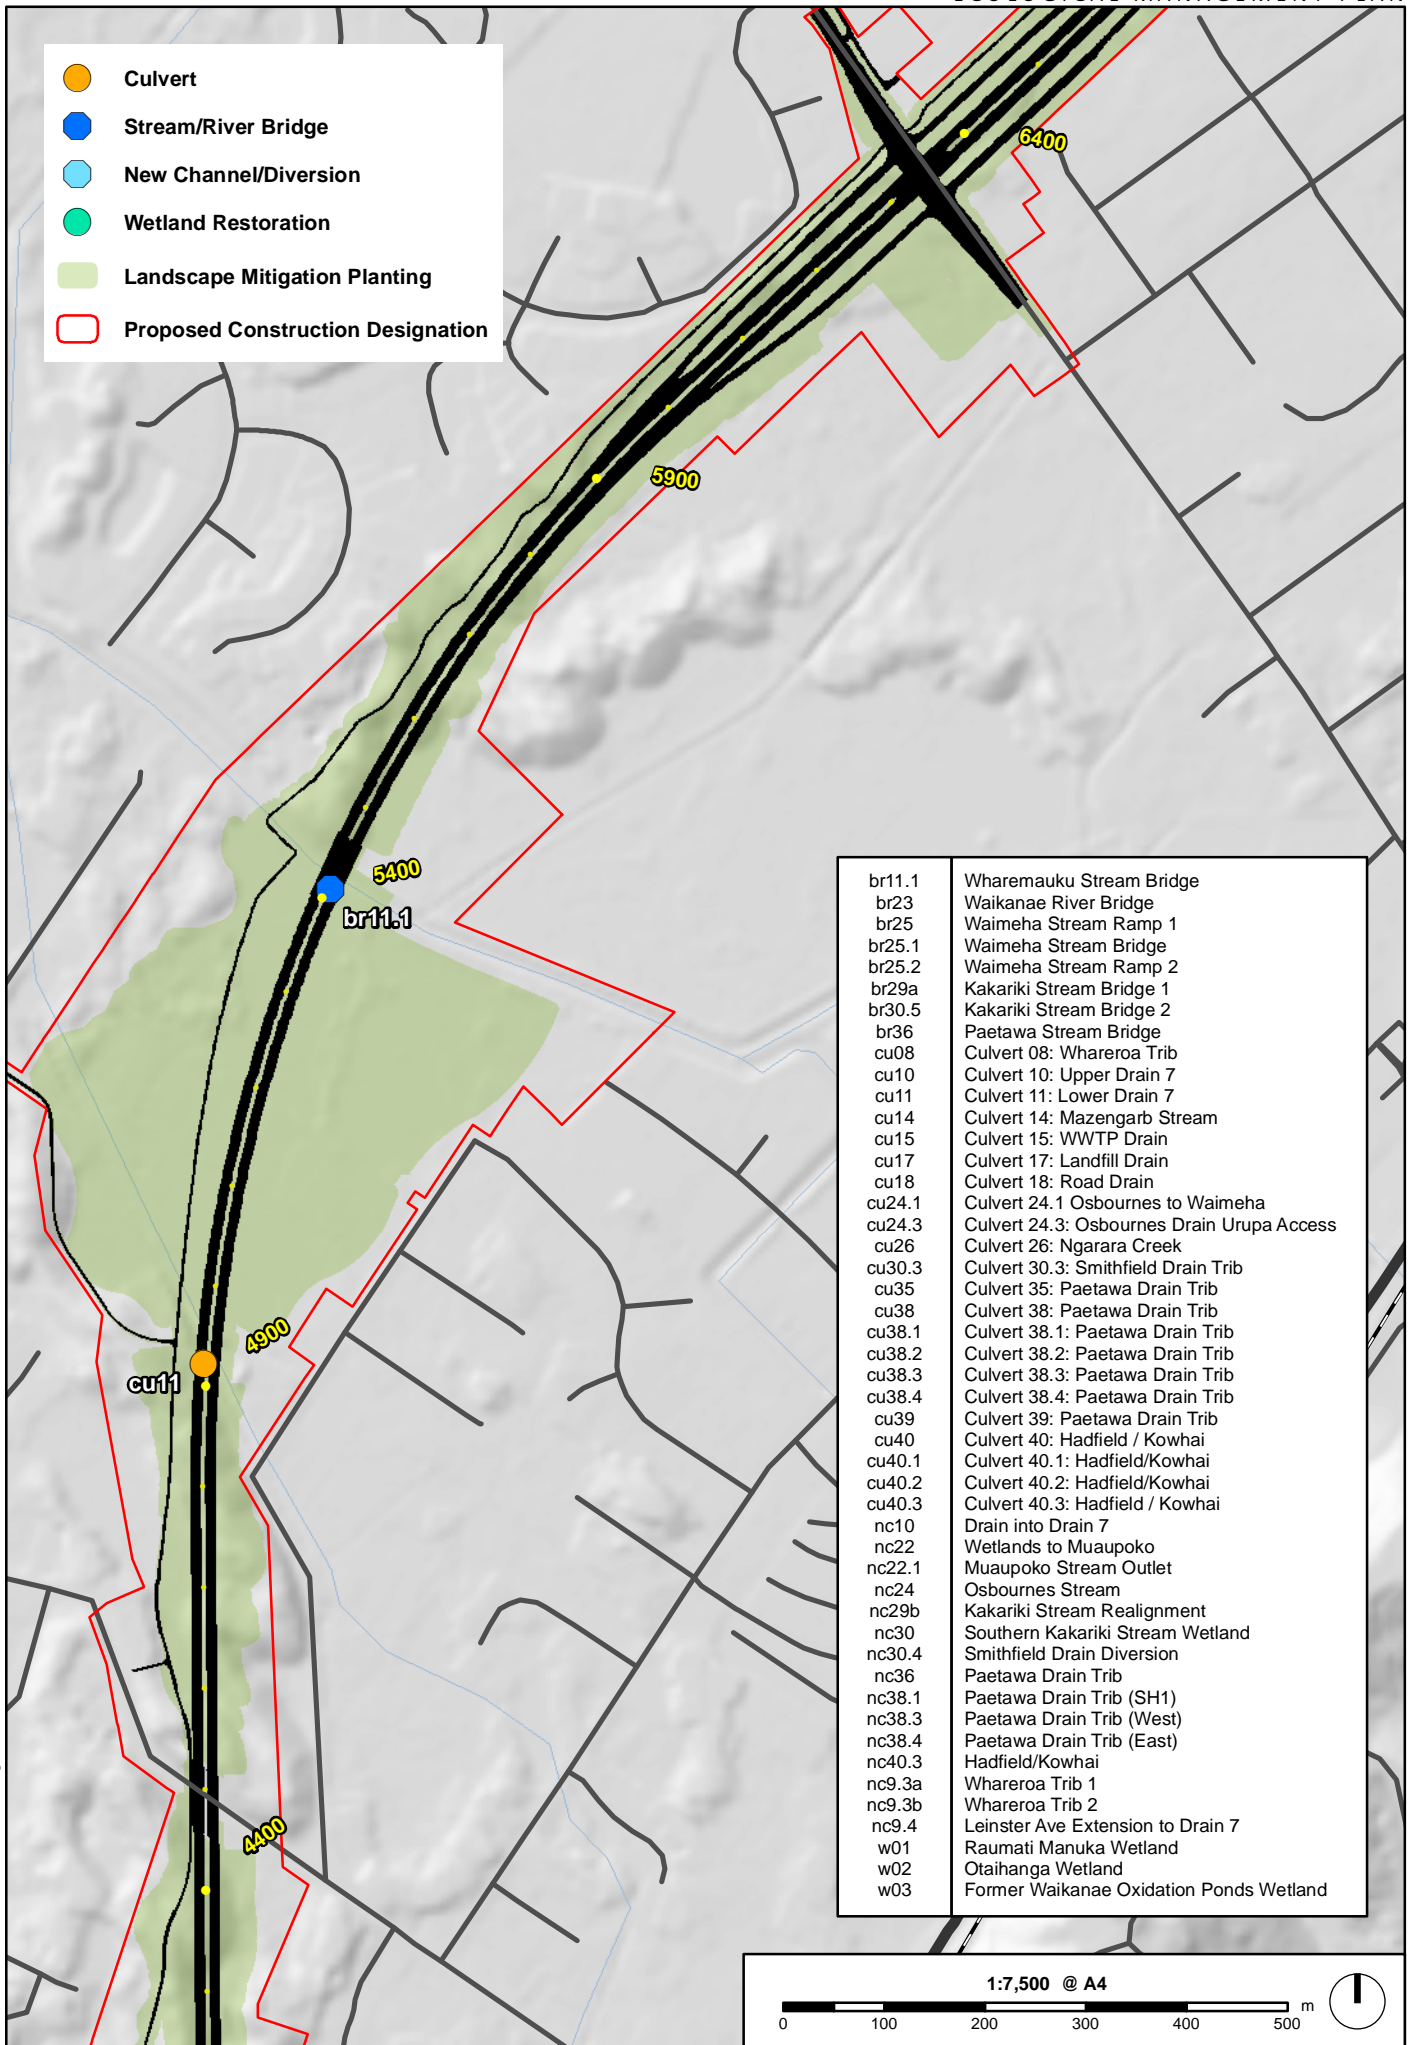 ECOLOGICAL MANAGEMENT PLAN
Culvert
Stream/River Bridge
New Channel/Diversion
Wetland Restoration
Landscape Mitigation Planting
Proposed Construction Designation
6400
5900
5400
br11.1
4900
cu11
4400
br11.1 Wharemauku Stream Bridge
br23 Waikanae River Bridge
br25 Waimeha Stream Ramp 1
br25.1 Waimeha Stream Bridge
br25.2 Waimeha Stream Ramp 2
br29a Kakariki Stream Bridge 1
br30.5 Kakariki Stream Bridge 2
br36 Paetawa Stream Bridge
cu08 Culvert 08: Whareroa Trib
cu10 Culvert 10: Upper Drain 7
cu11 Culvert 11: Lower Drain 7
cu14 Culvert 14: Mazengarb Stream
cu15 Culvert 15: WWTP Drain
cu17 Culvert 17: Landfill Drain
cu18 Culvert 18: Road Drain
cu24.1 Culvert 24.1 Osbournes to Waimeha
cu24.3 Culvert 24.3: Osbournes Drain Urupa Access
cu26 Culvert 26: Ngarara Creek
cu30.3 Culvert 30.3: Smithfield Drain Trib
cu35 Culvert 35: Paetawa Drain Trib
cu38 Culvert 38: Paetawa Drain Trib
cu38.1 Culvert 38.1: Paetawa Drain Trib
cu38.2 Culvert 38.2: Paetawa Drain Trib
cu38.3 Culvert 38.3: Paetawa Drain Trib
cu38.4 Culvert 38.4: Paetawa Drain Trib
cu39 Culvert 39: Paetawa Drain Trib
cu40 Culvert 40: Hadfield / Kowhai
cu40.1 Culvert 40.1: Hadfield/Kowhai
cu40.2 Culvert 40.2: Hadfield/Kowhai
cu40.3 Culvert 40.3: Hadfield / Kowhai
nc10 Drain into Drain 7
nc22 Wetlands to Muaupoko
nc22.1 Muaupoko Stream Outlet
nc24 Osbournes Stream
nc29b Kakariki Stream Realignment
nc30 Southern Kakariki Stream Wetland
nc30.4 Smithfield Drain Diversion
nc36 Paetawa Drain Trib
nc38.1 Paetawa Drain Trib (SH1)
nc38.3 Paetawa Drain Trib (West)
nc38.4 Paetawa Drain Trib (East)
nc40.3 Hadfield/Kowhai
nc9.3a Whareroa Trib 1
nc9.3b Whareroa Trib 2
nc9.4 Leinster Ave Extension to Drain 7
w01 Raumati Manuka Wetland
w02 Otaihanga Wetland
w03 Former Waikanae Oxidation Ponds Wetland
1:7,500 @ A4
m
0 100 200 300 400 500